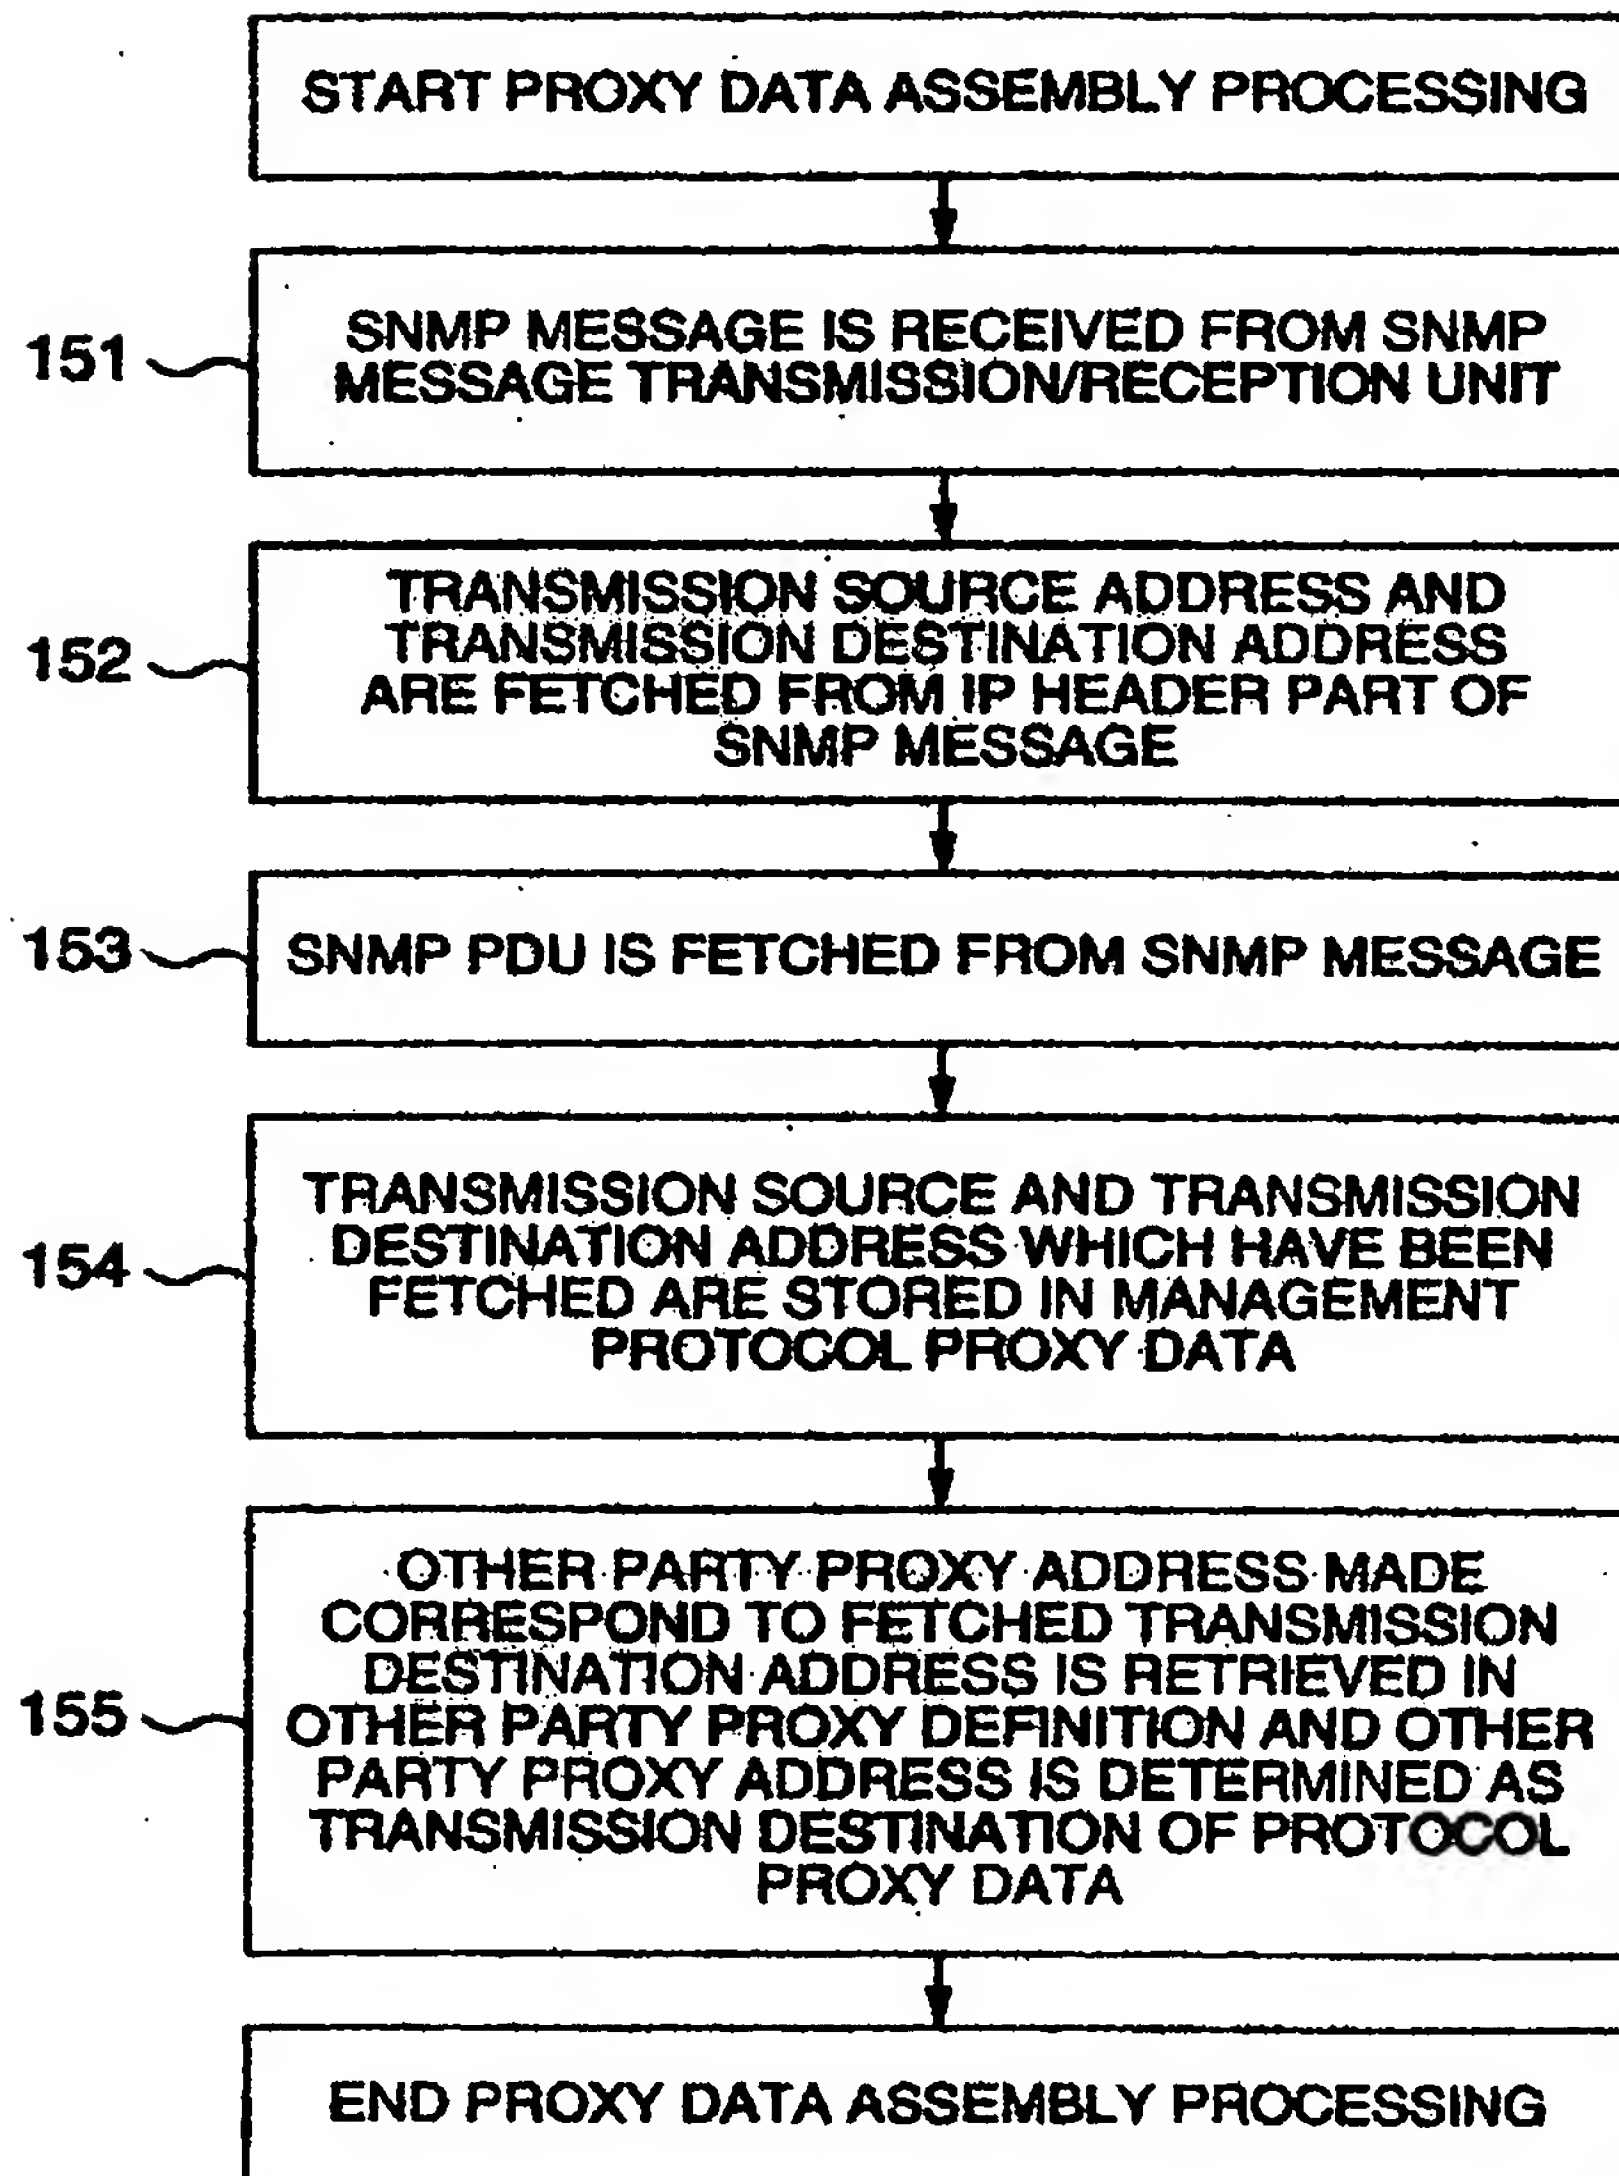 START PROXY DATA ASSEMBLY PROCESSING
151
SNMP MESSAGE IS RECEIVED FROM SNMP
MESSAGE TRANSMISSION/RECEPTION UNIT
152
TRANSMISSION SOURCE ADDRESS AND
TRANSMISSION DESTINATION ADDRESS
ARE FETCHED FROM IP HEADER PART OF
SNMP MESSAGE
153
SNMP PDU IS FETCHED FROM SNMP MESSAGE
154
TRANSMISSION SOURCE AND TRANSMISSION
DESTINATION ADDRESS WHICH HAVE BEEN
FETCHED ARE STORED IN MANAGEMENT
PROTOCOL PROXY DATA
155
OTHER PARTY PROXY ADDRESS MADE
CORRESPOND TO FETCHED TRANSMISSION
DESTINATION ADDRESS IS RETRIEVED IN
OTHER PARTY PROXY DEFINITION AND OTHER
PARTY PROXY ADDRESS IS DETERMINED AS
TRANSMISSION DESTINATION OF PROTOCOL
PROXY DATA
END PROXY DATA ASSEMBLY PROCESSING